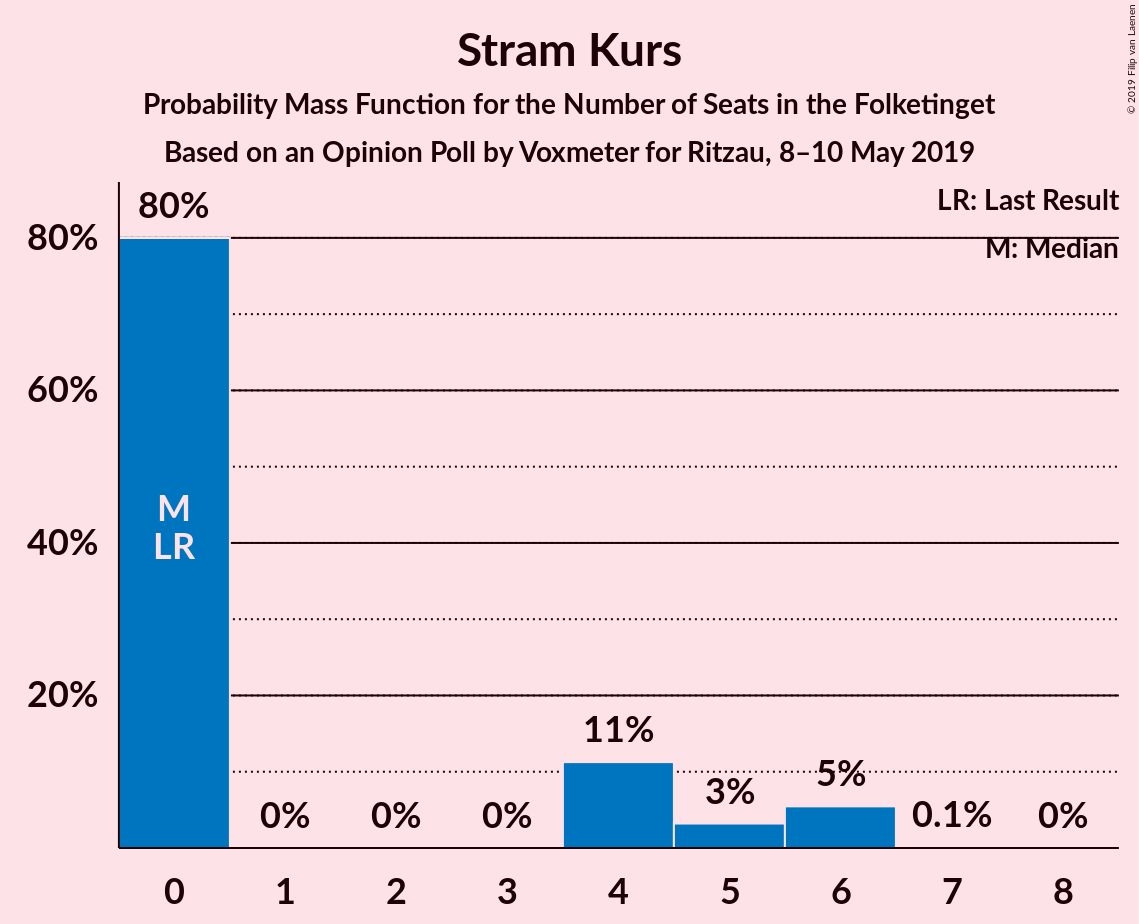 Stram Kurs
Probability Mass Function for the Number of Seats in the Folketinget
Based on an Opinion Poll by Voxmeter for Ritzau, 8–10 May 2019
© 2019 Filip van Laenen
LR: Last Result
M: Median
80%
60%
40%
20%
80%
M
LR
0%
0%
0%
11%
3%
5%
0.1%
0%
0
1
2
3
4
5
6
7
8